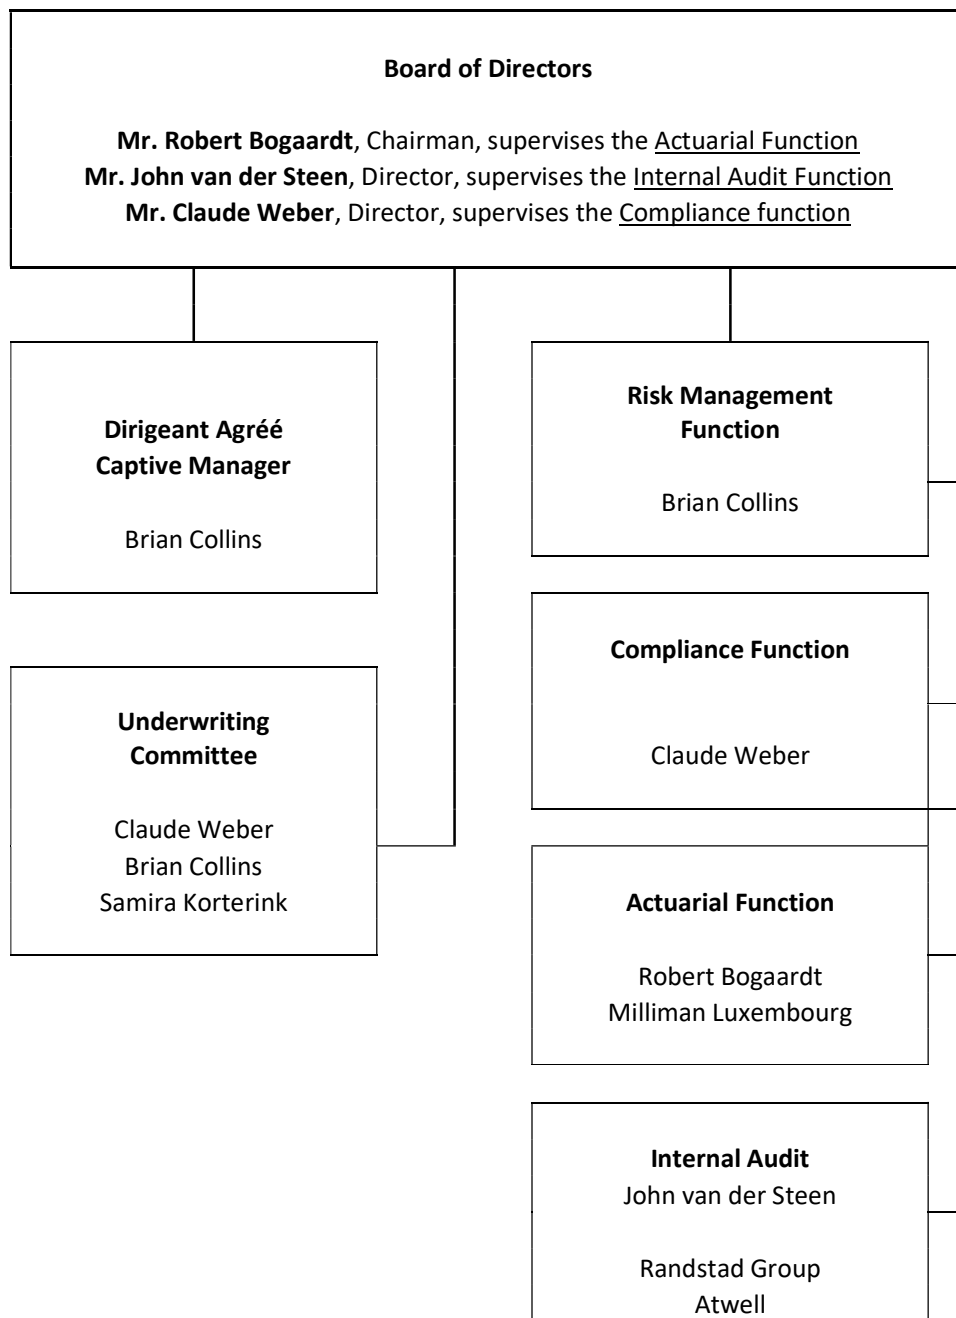 Board of Directors
Mr. Robert Bogaardt, Chairman, supervises the Actuarial Function
Mr. John van der Steen, Director, supervises the Internal Audit Function
Mr. Claude Weber, Director, supervises the Compliance function
Dirigeant Agréé
Captive Manager
Brian Collins
Risk Management
Function
Brian Collins
Compliance Function
Claude Weber
Underwriting
Committee
Claude Weber
Brian Collins
Samira Korterink
Actuarial Function
Robert Bogaardt
Milliman Luxembourg
Internal Audit
John van der Steen
Randstad Group
Atwell